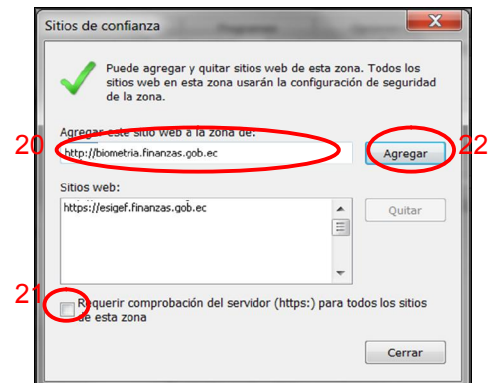 Sitios de confianza
Puede agregar y quitar sitios web de esta zona. Todos los
sitios web en esta zona usarán la configuración de seguridad
de la zona.
Agregar este sitio web a la zona de:
20
http://biometria.finanzas.gob.ec
Agregar
22
Sitios web:
https://esigef.finanzas.gob.ec
Quitar
21
Requerir comprobación del servidor (https:) para todos los sitios
de esta zona
Cerrar